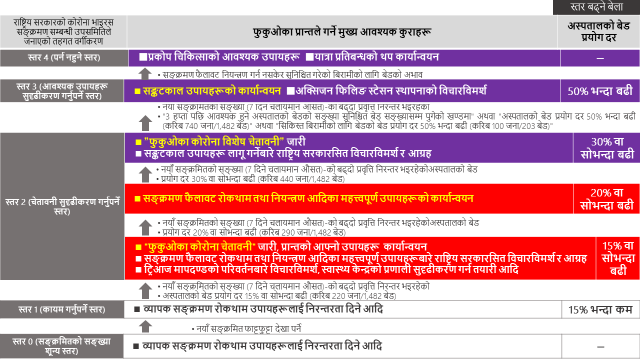 स्तर बढ्ने बेला
राष्ट्रिय सरकारको कोरोना भाइरस
सङ्क्रमण सम्बन्धी उपसमितिले
जनाएको तहगत वर्गीकरण
फुकुओका प्रान्तले गर्ने मुख्य आवश्यक कुराहरू
अस्पतालको बेड
प्रयोग दर
स्तर 4 (पर्न नहुने स्तर)
■प्रकोप चिकित्साको आवश्यक उपायहरू ■यात्रा प्रतिबन्धको थप कार्यान्वयन
―
• सङ्क्रमण फैलावट नियन्त्रण गर्न नसकेर सुनिश्चित गरेको बिरामीको लागि बेडको अभाव
स्तर 3 (आवश्यक उपायहरू
सुदृढीकरण गर्नुपर्ने स्तर)
■ सङ्कटकाल उपायहरूको कार्यान्वयन ■अक्सिजन फिलिङ स्टेसन स्थापनाको विचारविमर्श
50% भन्दा बढी
• नयाँ सङ्क्रमितको सङ्ख्या (7 दिने चलायमान औसत)-को बढ्दो प्रवृत्ति निरन्तर भइरहेको
• "3 हप्ता पछि आवश्यक हुने अस्पतालको बेडको सङ्ख्या सुनिश्चित बेड सङ्ख्यासम्म पुगेको खण्डमा" अथवा "अस्पतालको बेड प्रयोग दर 50% भन्दा बढी
(करिब 740 जना/1,482 बेड)" अथवा "सिकिस्त बिरामीको लागि बेडको बेड प्रयोग दर 50% भन्दा बढी (करिब 100 जना/203 बेड)"
स्तर 2 (चेतावनी सुदृढीकरण गर्नुपर्ने
स्तर)
■ "फुकुओका कोरोना विशेष चेतावनी" जारी
■ सङ्कटकाल उपायहरू लागू गर्नेबारे राष्ट्रिय सरकारसित विचारविमर्श र आग्रह
30% वा
सोभन्दा बढी
• नयाँ सङ्क्रमितको सङ्ख्या (7 दिने चलायमान औसत)-को बढ्दो प्रवृत्ति निरन्तर भइरहेकोअस्पतालको बेड
• प्रयोग दर 30% वा सोभन्दा बढी (करिब 440 जना/1,482 बेड)
■ सङ्क्रमण फैलावट रोकथाम तथा नियन्त्रण आदिका महत्त्वपूर्ण उपायहरूको कार्यान्वयन
20% वा
सोभन्दा बढी
• नयाँ सङ्क्रमितको सङ्ख्या (7 दिने चलायमान औसत)-को बढ्दो प्रवृत्ति निरन्तर भइरहेकोअस्पतालको बेड
• प्रयोग दर 20% वा सोभन्दा बढी (करिब 290 जना/1,482 बेड)
■ "फुकुओका कोरोना चेतावनी" जारी, प्रान्तको आफ्नो उपायहरू कार्यान्वयन
■ सङ्क्रमण फैलावट रोकथाम तथा नियन्त्रण आदिका महत्त्वपूर्ण उपायहरूबारे राष्ट्रिय सरकारसित विचारविमर्श र आग्रह
■ ट्रिआज मापदण्डको परिवर्तनबारे विचारविमर्श, स्वास्थ्य केन्द्रको प्रणाली सुदृढीकरण गर्न तयारी आदि
15% वा
सोभन्दा
बढी
• नयाँ सङ्क्रमितको सङ्ख्या (7 दिने चलायमान औसत)-को बढ्दो प्रवृत्ति निरन्तर भइरहेको
• अस्पतालको बेड प्रयोग दर 15% वा सोभन्दा बढी (करिब 220 जना/1,482 बेड)
स्तर 1 (कायम गर्नुपर्ने स्तर)
■ व्यापक सङ्क्रमण रोकथाम उपायहरूलाई निरन्तरता दिने आदि
15% भन्दा कम
• नयाँ सङ्क्रमित फाट्टफुट्ट देखा पर्ने
स्तर 0 (सङ्क्रमितको सङ्ख्या
शून्य स्तर)
■ व्यापक सङ्क्रमण रोकथाम उपायहरूलाई निरन्तरता दिने आदि
―